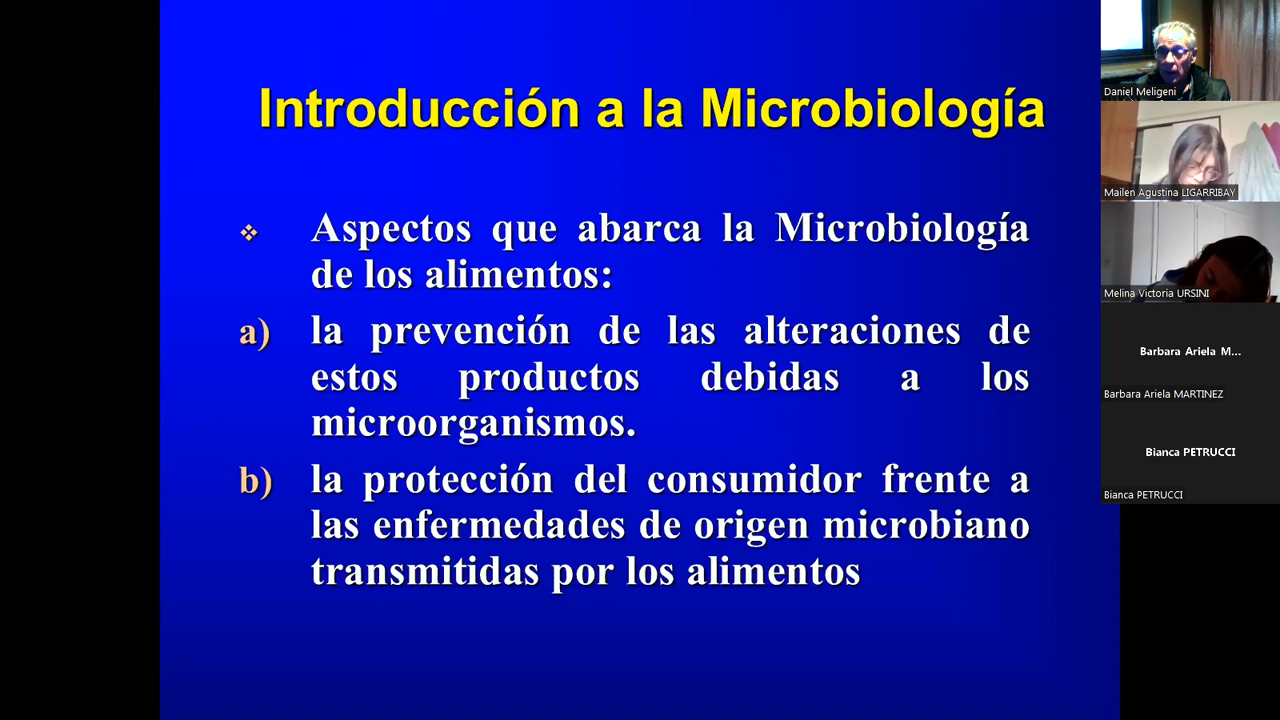 Introducción a la Microbiología
❖ Aspectos que abarca la Microbiología
de los alimentos:
a) la prevención de las alteraciones de
estos productos debidas a los
microorganismos.
b) la protección del consumidor frente a
las enfermedades de origen microbiano
transmitidas por los alimentos
Daniel Meligeni
Mailen Agustina LIGARRIBAY
Melina Victoria URSINI
Barbara Ariela M...
Barbara Ariela MARTINEZ
Bianca PETRUCCI
Bianca PETRUCCI